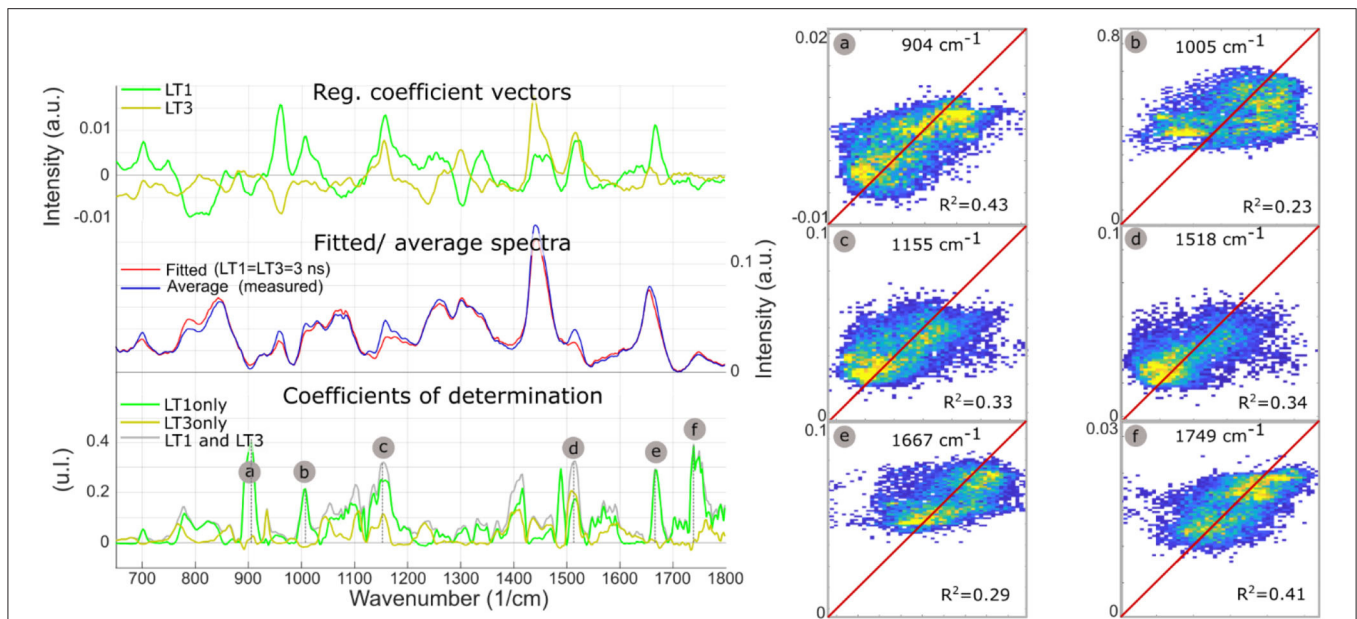 LT1
LT3
Reg. coefficient vectors
Intensity (a.u.)
0.01
0
-0.01
Fitted/ average spectra
Fitted (LT1=LT3=3 ns)
Average (measured)
0.1
0
Intensity (a.u.)
Coefficients of determination
LT1only
LT3only
LT1 and LT3
(u.l.)
0.4
0.2
0
a
b
c
d
e
f
700 800 900 1000 1100 1200 1300 1400 1500 1600 1700 1800
Wavenumber (1/cm)
0.02
a
904 cm⁻¹
R²=0.43
-0.01
0.8
b
1005 cm⁻¹
R²=0.23
0
0.1
c
1155 cm⁻¹
R²=0.33
0
0.1
d
1518 cm⁻¹
R²=0.34
0
0.1
e
1667 cm⁻¹
R²=0.29
0
0.03
f
1749 cm⁻¹
R²=0.41
0